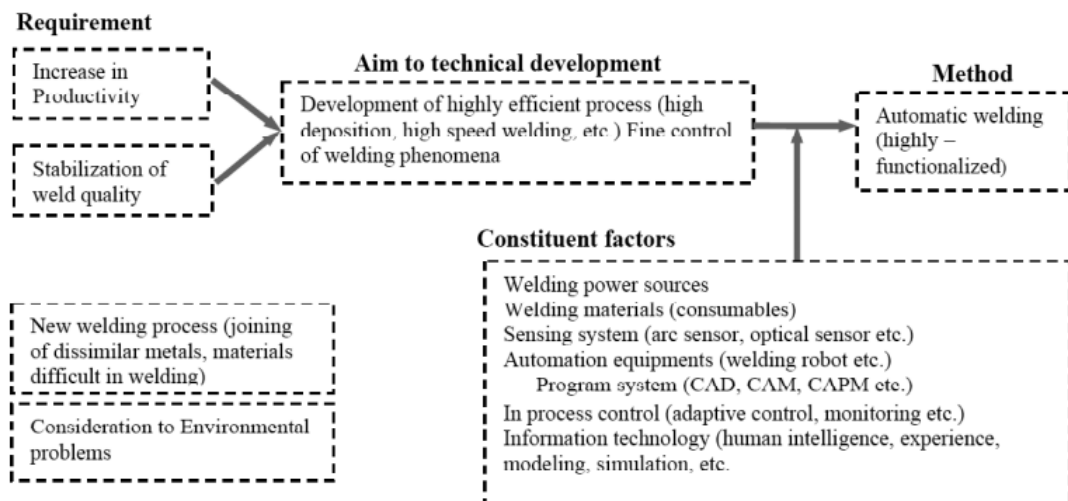 Requirement
Increase in
Productivity
Stabilization of
weld quality
Aim to technical development
Development of highly efficient process (high
deposition, high speed welding, etc.) Fine control
of welding phenomena
Method
Automatic welding
(highly –
functionalized)
Constituent factors
Welding power sources
Welding materials (consumables)
Sensing system (arc sensor, optical sensor etc.)
Automation equipments (welding robot etc.)
Program system (CAD, CAM, CAPM etc.)
In process control (adaptive control, monitoring etc.)
Information technology (human intelligence, experience,
modeling, simulation, etc.
New welding process (joining
of dissimilar metals, materials
difficult in welding)
Consideration to Environmental
problems